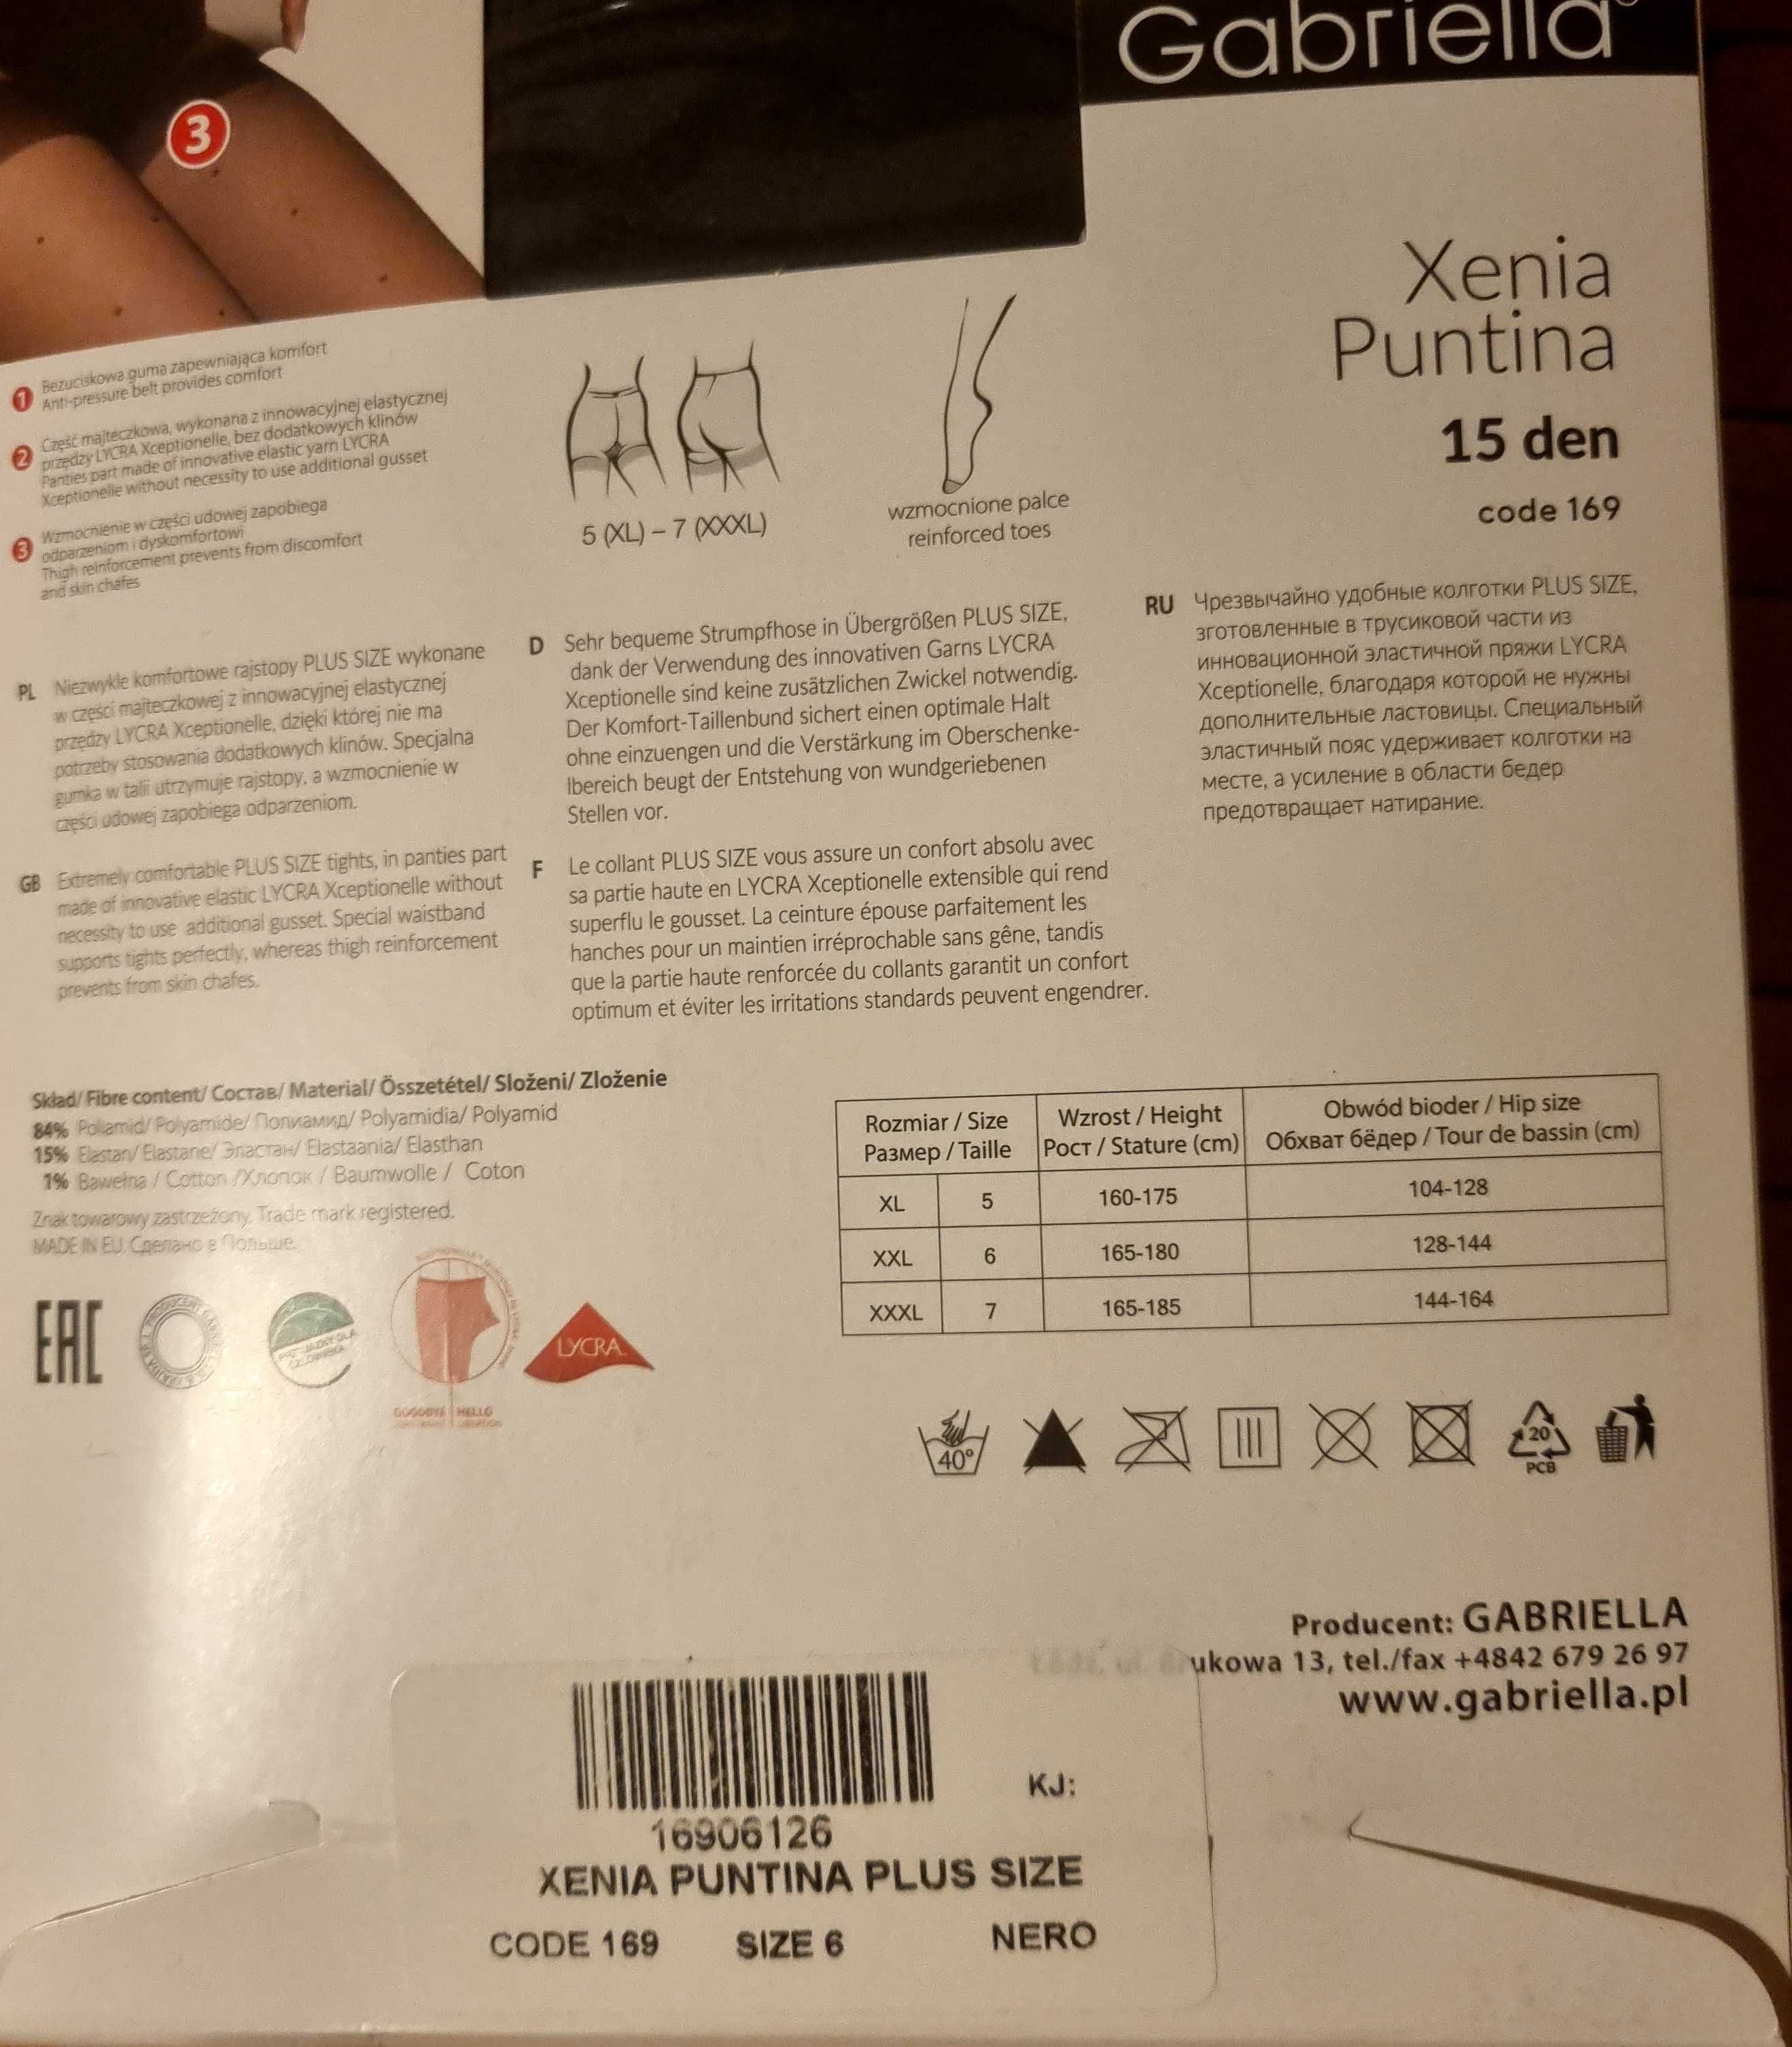 Gabriella
3
Xenia
Puntina
15 den
code 169
1 Bezuciskowa guma zapewniająca komfort
Anti-pressure belt provides comfort
2 Część majteczkowa, wykonana z innowacyjnej elastycznej
przędzy LYCRA Xceptionelle, bez dodatkowych klinów
Panties part made of innovative elastic yarn LYCRA
Xceptionelle without necessity to use additional gusset
3 Wzmocnienie w części udowej zapobiega
odparzeniom i dyskomfortowi
Thigh reinforcement prevents from discomfort
and skin chafes
5 (XL) – 7 (XXXL)
wzmocnione palce
reinforced toes
PL Niezwykle komfortowe rajstopy PLUS SIZE wykonane
w części majteczkowej z innowacyjnej elastycznej
przędzy LYCRA Xceptionelle, dzięki której nie ma
potrzeby stosowania dodatkowych klinów. Specjalna
gumka w talii utrzymuje rajstopy, a wzmocnienie w
części udowej zapobiega odparzeniom.
GB Extremely comfortable PLUS SIZE tights, in panties part
made of innovative elastic LYCRA Xceptionelle without
necessity to use additional gusset. Special waistband
supports tights perfectly, whereas thigh reinforcement
prevents from skin chafes.
D Sehr bequeme Strumpfhose in Übergrößen PLUS SIZE,
dank der Verwendung des innovativen Garns LYCRA
Xceptionelle sind keine zusätzlichen Zwickel notwendig.
Der Komfort-Taillenbund sichert einen optimale Halt
ohne einzuengen und die Verstärkung im Oberschenke-
lbereich beugt der Entstehung von wundgeriebenen
Stellen vor.
F Le collant PLUS SIZE vous assure un confort absolu avec
sa partie haute en LYCRA Xceptionelle extensible qui rend
superflu le gousset. La ceinture épouse parfaitement les
hanches pour un maintien irréprochable sans gêne, tandis
que la partie haute renforcée du collants garantit un confort
optimum et éviter les irritations standards peuvent engendrer.
RU Чрезвычайно удобные колготки PLUS SIZE,
зготовленные в трусиковой части из
инновационной эластичной пряжи LYCRA
Xceptionelle, благодаря которой не нужны
дополнительные ластовицы. Специальный
эластичный пояс удерживает колготки на
месте, а усиление в области бедер
предотвращает натирание.
Skład/ Fibre content/ Состав/ Material/ Összetétel/ Složeni/ Zloženie
84% Poliamid/ Polyamide/ Полиамид/ Polyamidia/ Polyamid
15% Elastan/ Elastane/ Эластан/ Elastaania/ Elasthan
1% Bawełna / Cotton /Хлопок / Baumwolle / Coton
Znak towarowy zastrzeżony. Trade mark registered.
MADE IN EU. Сделано в Польше.
EAC
PRZYJAZNY DLA
CZŁOWIEKA
GOODBYE HELLO
LYCRA
Rozmiar / Size Wzrost / Height Obwód bioder / Hip size
Размер / Taille Рост / Stature (cm) Обхват бёдер / Tour de bassin (cm)
XL 5 160-175 104-128
XXL 6 165-180 128-144
XXXL 7 165-185 144-164
40°
20
PCB
Producent: GABRIELLA
ukowa 13, tel./fax +4842 679 26 97
www.gabriella.pl
KJ:
16906126
XENIA PUNTINA PLUS SIZE
CODE 169 SIZE 6 NERO